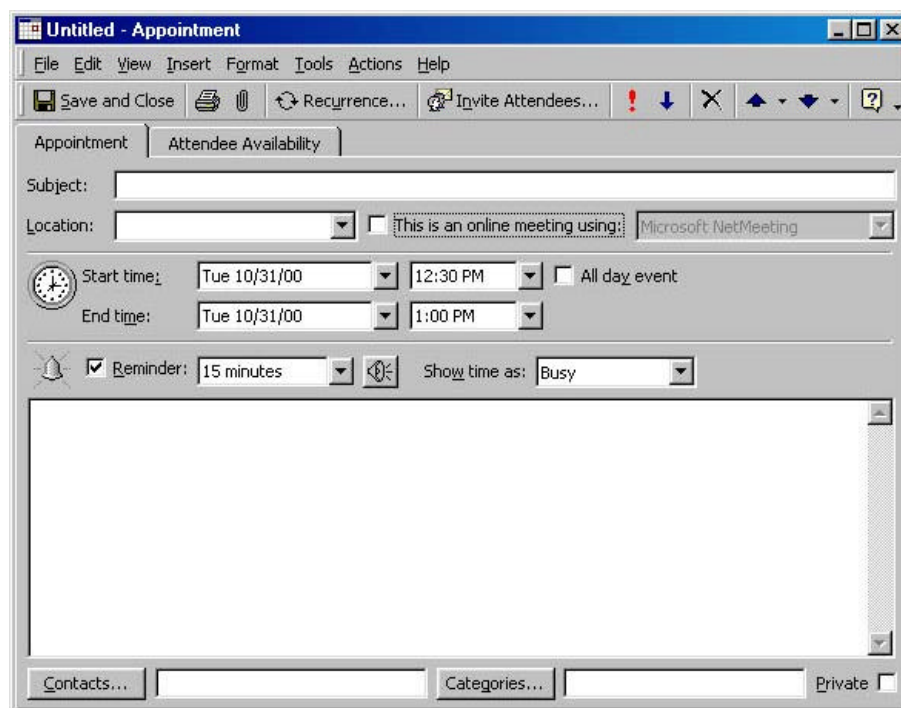 Untitled - Appointment
File Edit View Insert Format Tools Actions Help
Save and Close Recurrence... Invite Attendees...
Appointment Attendee Availability
Subject:
Location: This is an online meeting using: Microsoft NetMeeting
Start time: Tue 10/31/00 12:30 PM All day event
End time: Tue 10/31/00 1:00 PM
Reminder: 15 minutes Show time as: Busy
Contacts... Categories... Private